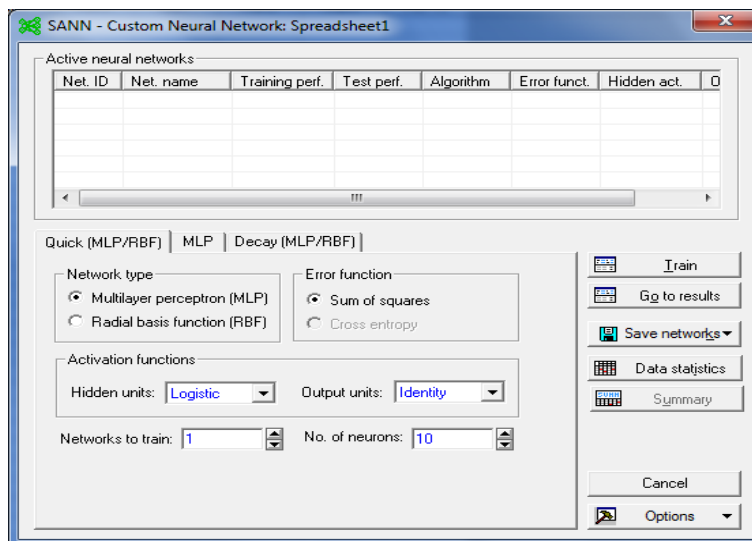 SANN - Custom Neural Network: Spreadsheet1
Active neural networks
Net. ID Net. name Training perf. Test perf. Algorithm Error funct. Hidden act. O
Quick (MLP/RBF) MLP Decay (MLP/RBF)
Network type
Multilayer perceptron (MLP)
Radial basis function (RBF)
Error function
Sum of squares
Cross entropy
Activation functions
Hidden units: Logistic Output units: Identity
Networks to train: 1 No. of neurons: 10
Train
Go to results
Save networks
Data statistics
Summary
Cancel
Options